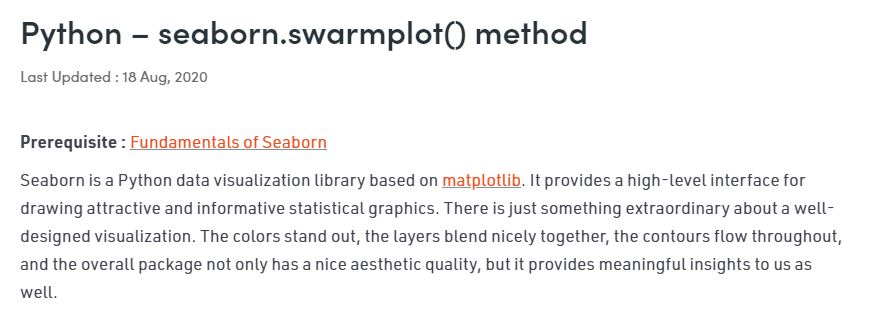 Python – seaborn.swarmplot() method
Last Updated : 18 Aug, 2020
Prerequisite : Fundamentals of Seaborn
Seaborn is a Python data visualization library based on matplotlib. It provides a high-level interface for
drawing attractive and informative statistical graphics. There is just something extraordinary about a well-
designed visualization. The colors stand out, the layers blend nicely together, the contours flow throughout,
and the overall package not only has a nice aesthetic quality, but it provides meaningful insights to us as
well.